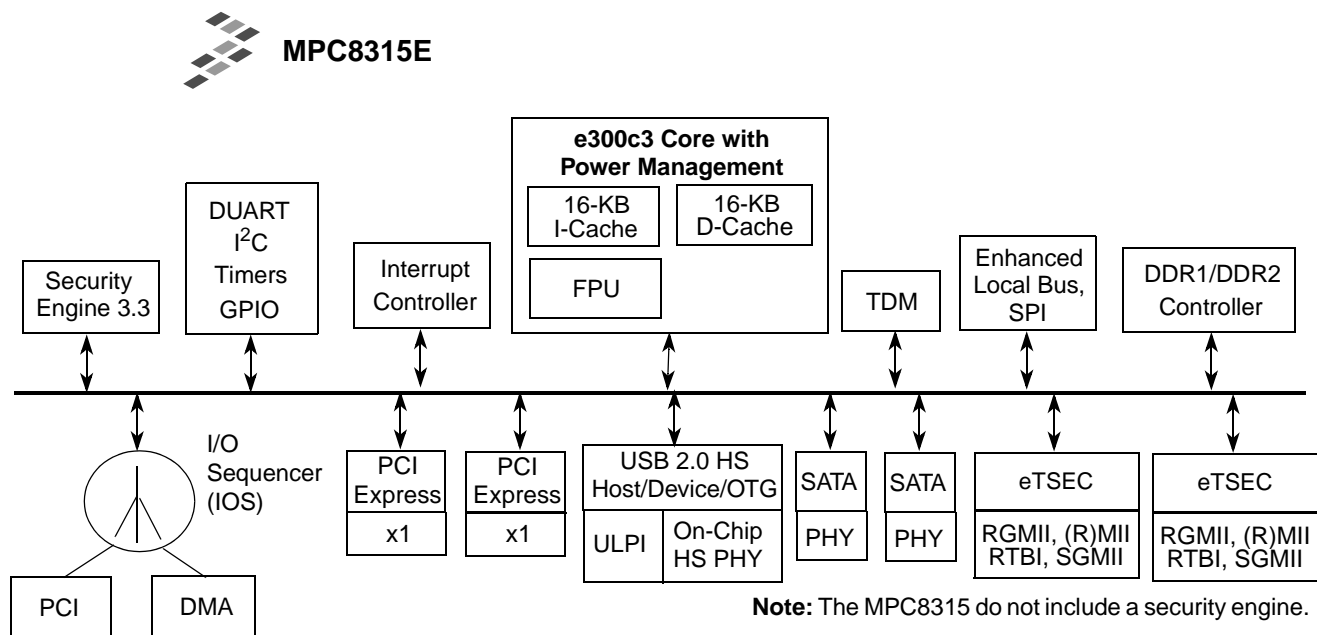 MPC8315E
e300c3 Core with
Power Management
16-KB
I-Cache
16-KB
D-Cache
FPU
Security
Engine 3.3
DUART
I²C
Timers
GPIO
Interrupt
Controller
TDM
Enhanced
Local Bus,
SPI
DDR1/DDR2
Controller
I/O
Sequencer
(IOS)
PCI
DMA
PCI
Express
x1
PCI
Express
x1
USB 2.0 HS
Host/Device/OTG
ULPI
On-Chip
HS PHY
SATA
PHY
SATA
PHY
eTSEC
RGMII, (R)MII
RTBI, SGMII
eTSEC
RGMII, (R)MII
RTBI, SGMII
Note: The MPC8315 do not include a security engine.